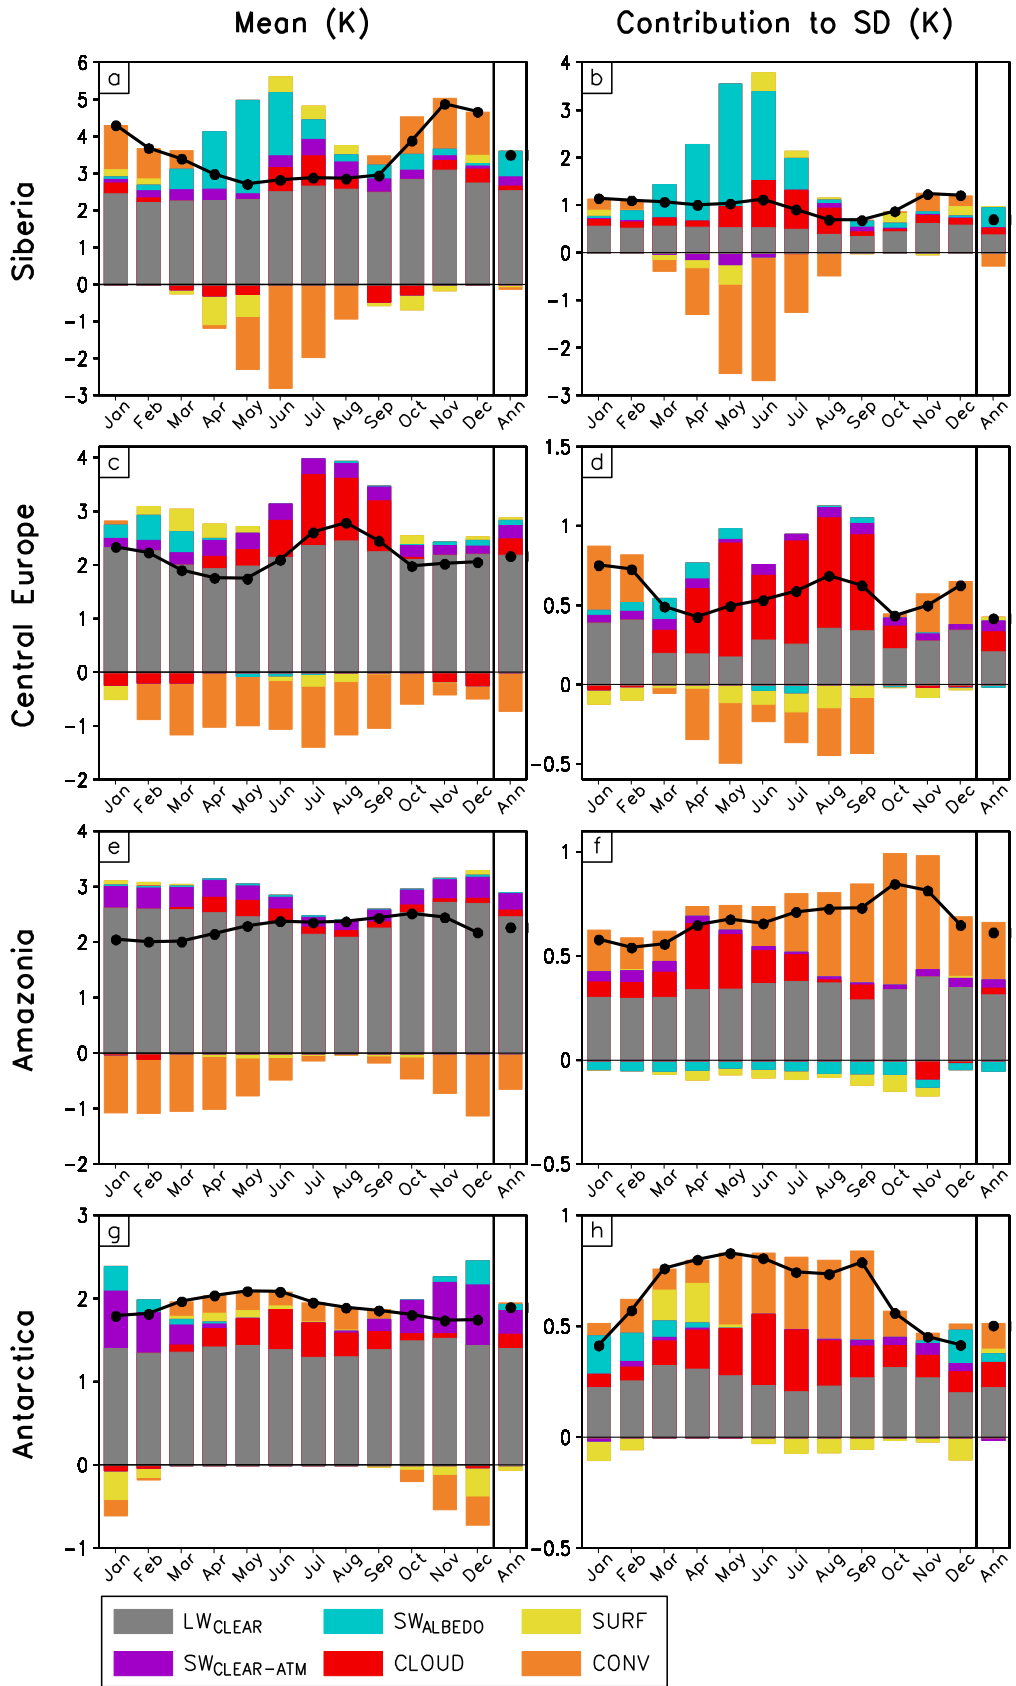 Mean (K)
Contribution to SD (K)
Siberia
a
6
5
4
3
2
1
0
−1
−2
−3
Jan Feb Mar Apr May Jun Jul Aug Sep Oct Nov Dec Ann
b
4
3
2
1
0
−1
−2
−3
Jan Feb Mar Apr May Jun Jul Aug Sep Oct Nov Dec Ann
Central Europe
c
4
3
2
1
0
−1
−2
Jan Feb Mar Apr May Jun Jul Aug Sep Oct Nov Dec Ann
d
1.5
1
0.5
0
−0.5
Jan Feb Mar Apr May Jun Jul Aug Sep Oct Nov Dec Ann
Amazonia
e
4
3
2
1
0
−1
−2
Jan Feb Mar Apr May Jun Jul Aug Sep Oct Nov Dec Ann
f
1
0.5
0
−0.5
Jan Feb Mar Apr May Jun Jul Aug Sep Oct Nov Dec Ann
Antarctica
g
3
2
1
0
−1
Jan Feb Mar Apr May Jun Jul Aug Sep Oct Nov Dec Ann
h
1
0.5
0
−0.5
Jan Feb Mar Apr May Jun Jul Aug Sep Oct Nov Dec Ann
LWCLEAR SWALBEDO SURF
SWCLEAR−ATM CLOUD CONV